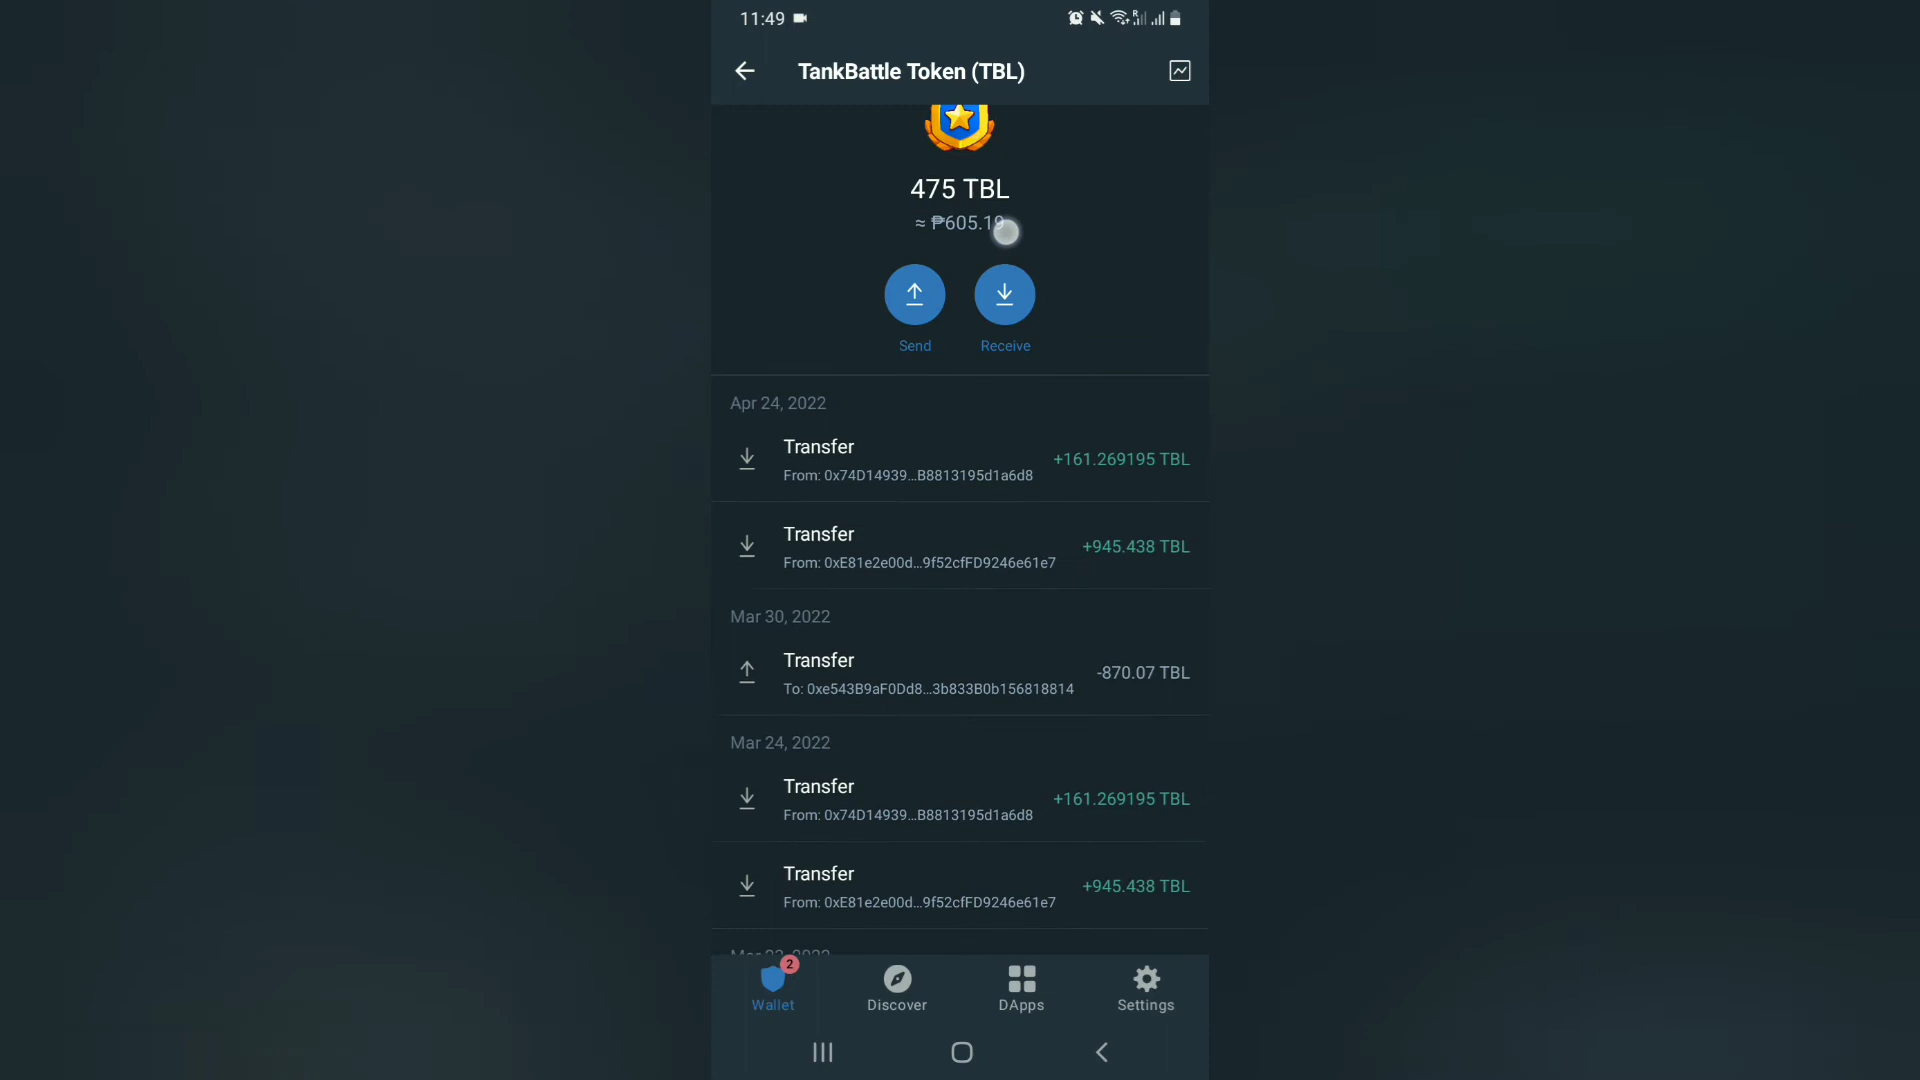 11:49
TankBattle Token (TBL)
475 TBL
≈ ₱605.19
Send
Receive
Apr 24, 2022
Transfer
+161.269195 TBL
From: 0x74D14939...B8813195d1a6d8
Transfer
+945.438 TBL
From: 0xE81e2e00d...9f52cfFD9246e61e7
Mar 30, 2022
Transfer
-870.07 TBL
To: 0xe543B9aF0Dd8...3b833B0b156818814
Mar 24, 2022
Transfer
+161.269195 TBL
From: 0x74D14939...B8813195d1a6d8
Transfer
+945.438 TBL
From: 0xE81e2e00d...9f52cfFD9246e61e7
2
Wallet
Discover
DApps
Settings